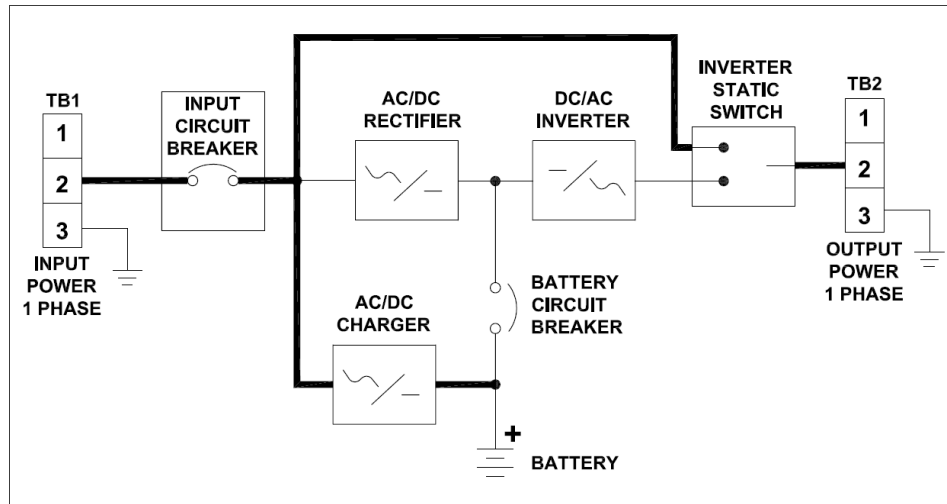 TB1
1
2
3
INPUT
POWER
1 PHASE
INPUT
CIRCUIT
BREAKER
AC/DC
RECTIFIER
DC/AC
INVERTER
INVERTER
STATIC
SWITCH
TB2
1
2
3
OUTPUT
POWER
1 PHASE
AC/DC
CHARGER
BATTERY
CIRCUIT
BREAKER
+
BATTERY